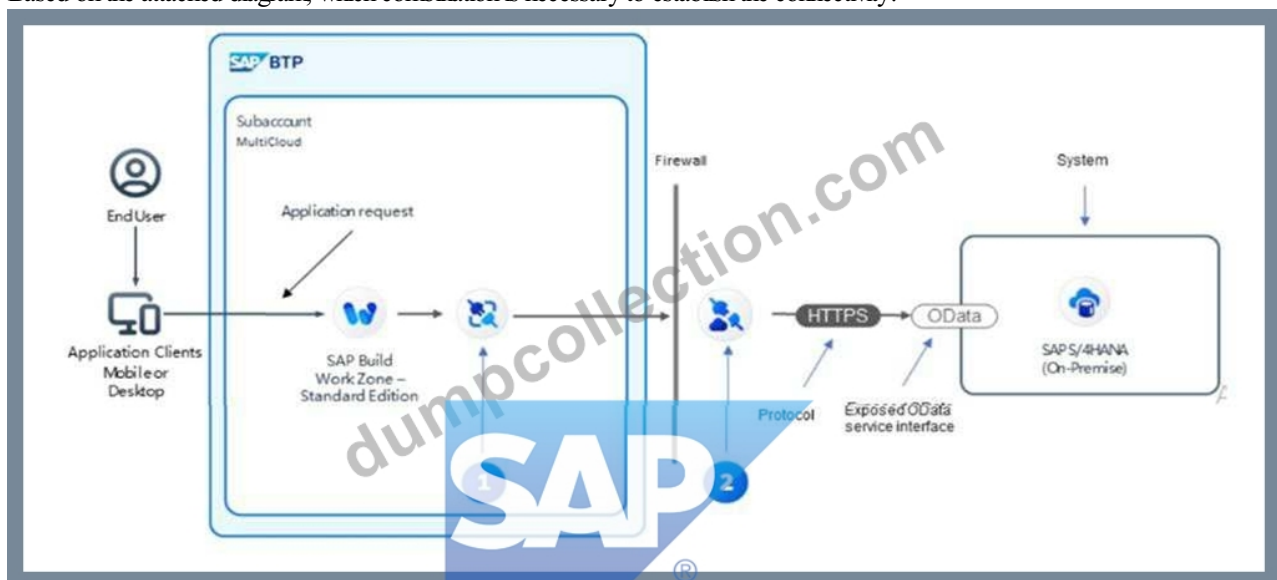 Based on the attached diagram, which combination is necessary to establish the connectivity?
SAP BTP
Subaccount
MultiCloud
End User
Application request
Firewall
System
Application Clients
Mobile or
Desktop
SAP Build
Work Zone –
Standard Edition
HTTPS
OData
SAP S/4HANA
(On-Premise)
Protocol
Exposed OData
service interface
1
2
SAP
®
dumpcollection.com